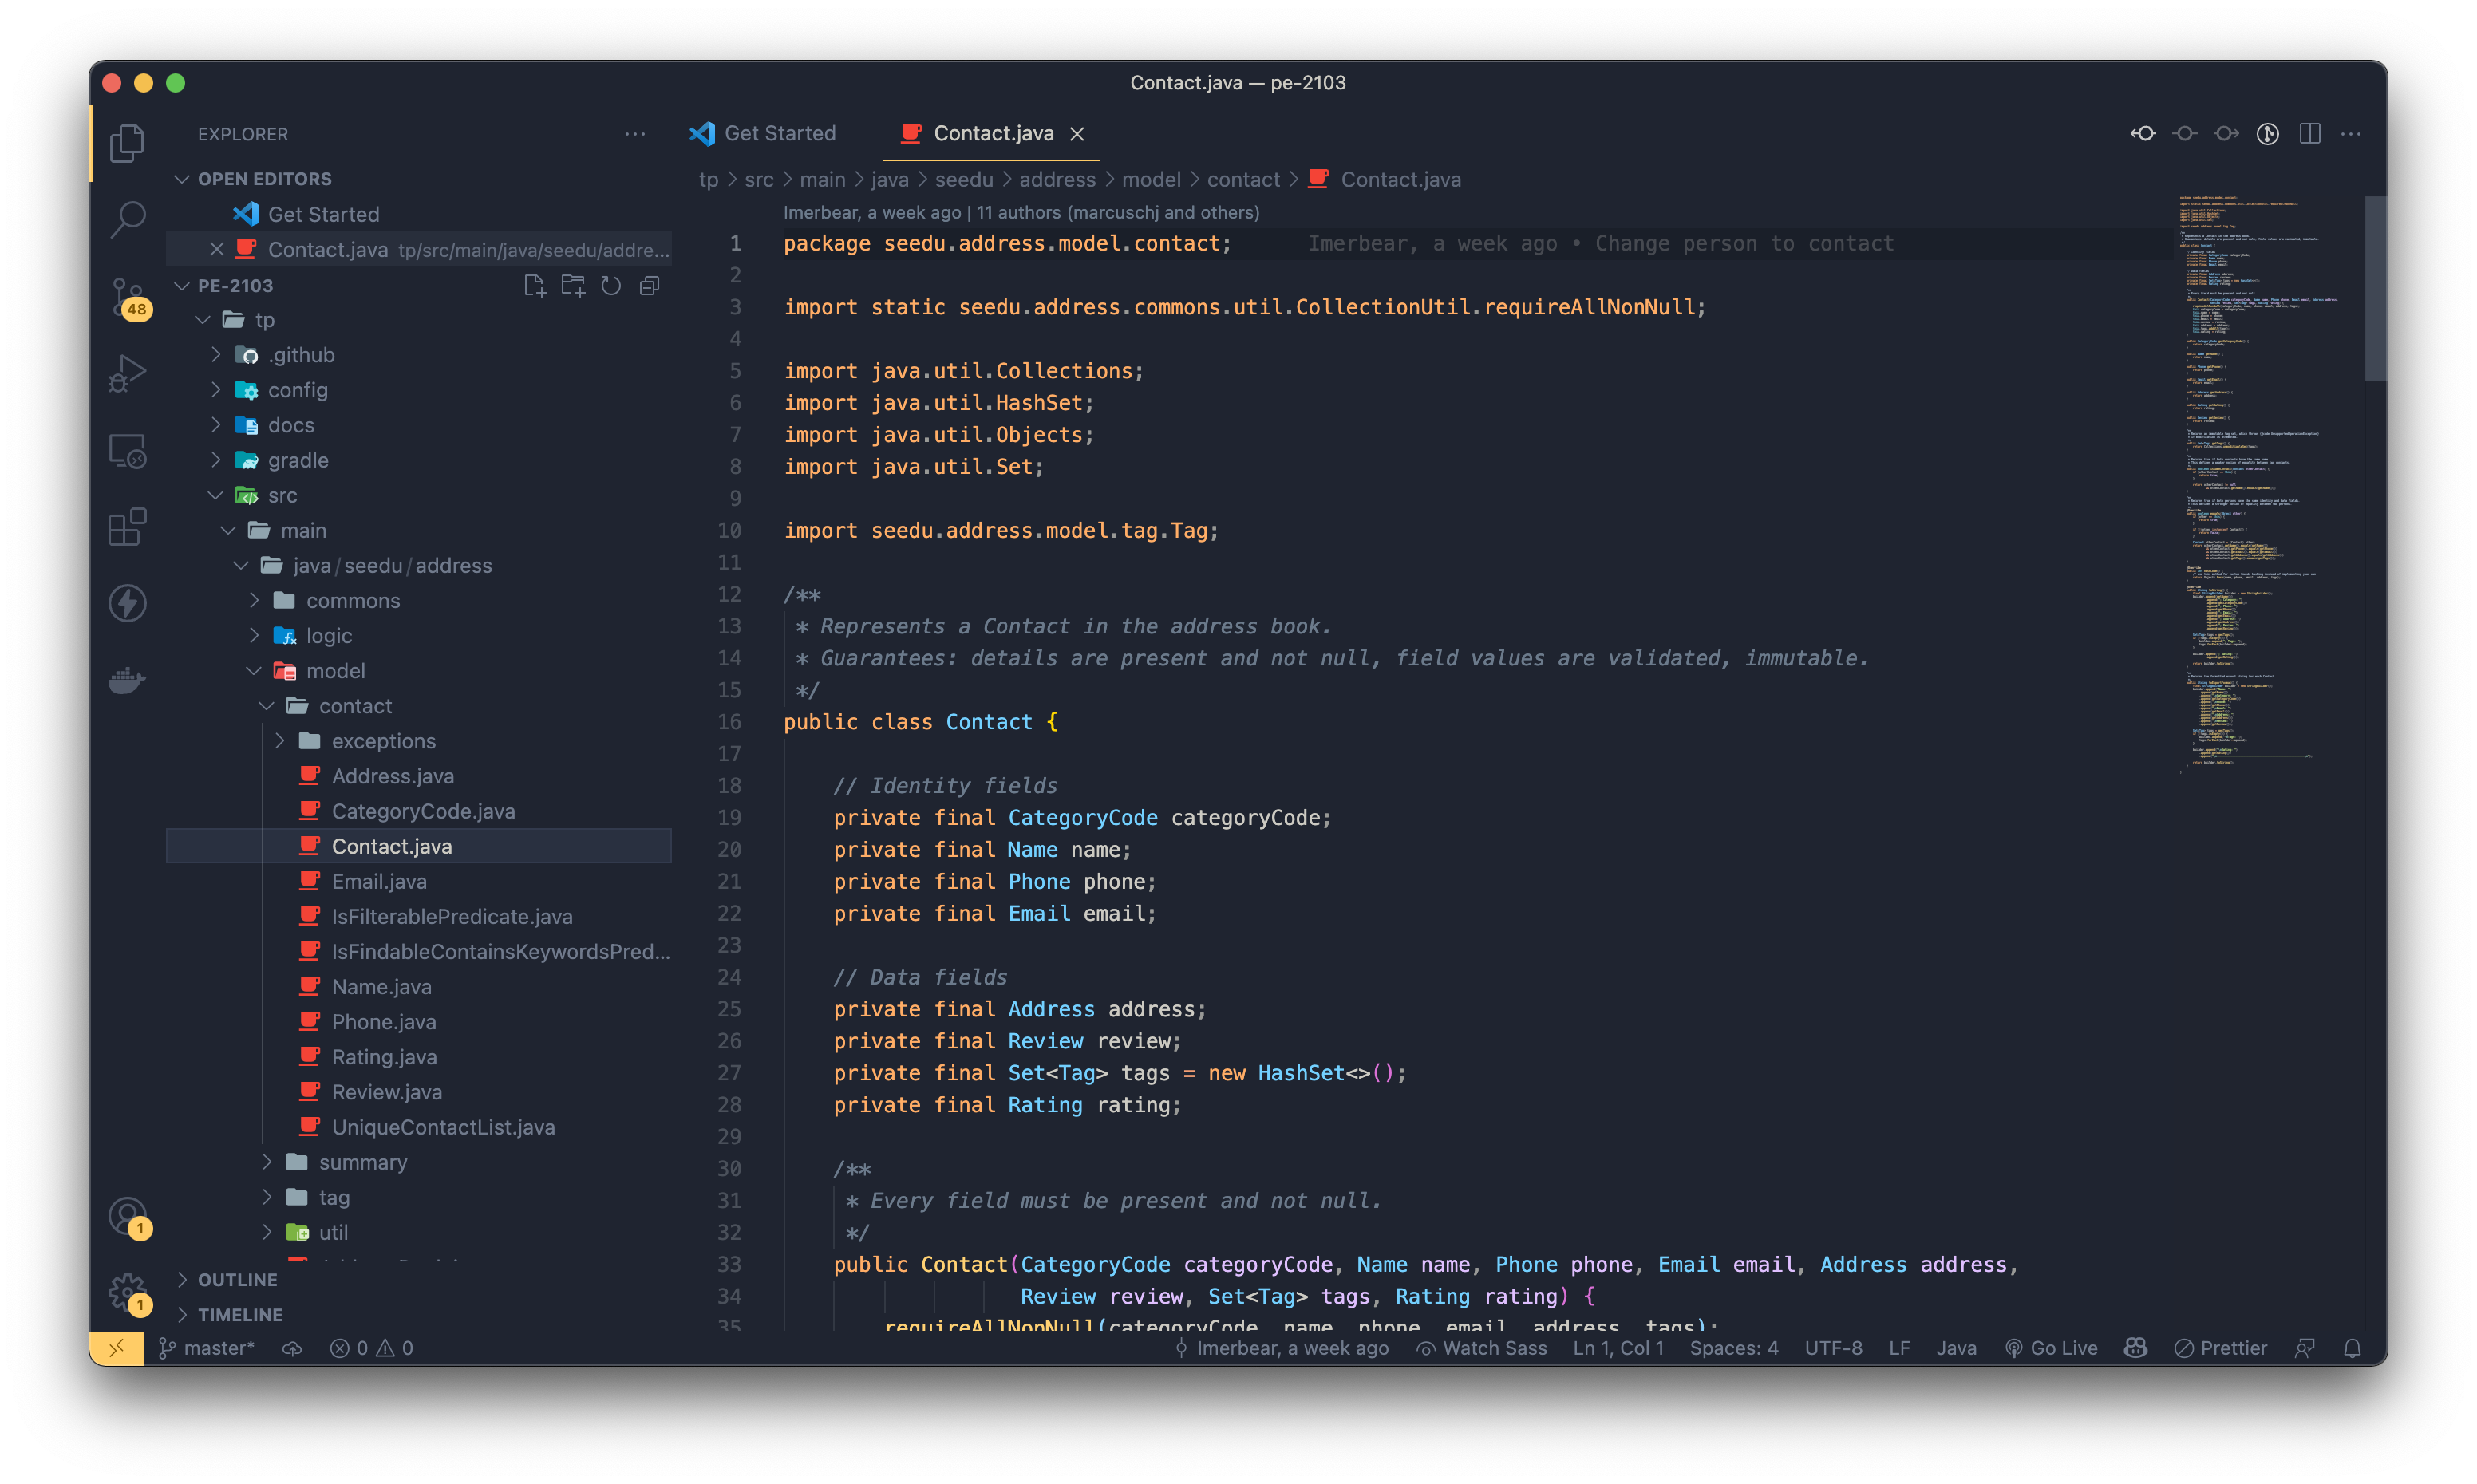 Contact.java — pe-2103
EXPLORER
Get Started
Contact.java
OPEN EDITORS
Get Started
Contact.java tp/src/main/java/seedu/addre...
PE-2103
tp
.github
config
docs
gradle
src
main
java/seedu/address
commons
logic
model
contact
exceptions
Address.java
CategoryCode.java
Contact.java
Email.java
IsFilterablePredicate.java
IsFindableContainsKeywordsPred...
Name.java
Phone.java
Rating.java
Review.java
UniqueContactList.java
summary
tag
util
OUTLINE
TIMELINE
48
1
1
tp > src > main > java > seedu > address > model > contact > Contact.java
Imerbear, a week ago | 11 authors (marcuschj and others)
1 package seedu.address.model.contact; Imerbear, a week ago • Change person to contact
2
3 import static seedu.address.commons.util.CollectionUtil.requireAllNonNull;
4
5 import java.util.Collections;
6 import java.util.HashSet;
7 import java.util.Objects;
8 import java.util.Set;
9
10 import seedu.address.model.tag.Tag;
11
12 /**
13 * Represents a Contact in the address book.
14 * Guarantees: details are present and not null, field values are validated, immutable.
15 */
16 public class Contact {
17
18 // Identity fields
19 private final CategoryCode categoryCode;
20 private final Name name;
21 private final Phone phone;
22 private final Email email;
23
24 // Data fields
25 private final Address address;
26 private final Review review;
27 private final Set<Tag> tags = new HashSet<>();
28 private final Rating rating;
29
30 /**
31 * Every field must be present and not null.
32 */
33 public Contact(CategoryCode categoryCode, Name name, Phone phone, Email email, Address address,
34 Review review, Set<Tag> tags, Rating rating) {
35 requireAllNonNull(categoryCode, name, phone, email, address, tags);
master* 0 0 Imerbear, a week ago Watch Sass Ln 1, Col 1 Spaces: 4 UTF-8 LF Java Go Live Prettier